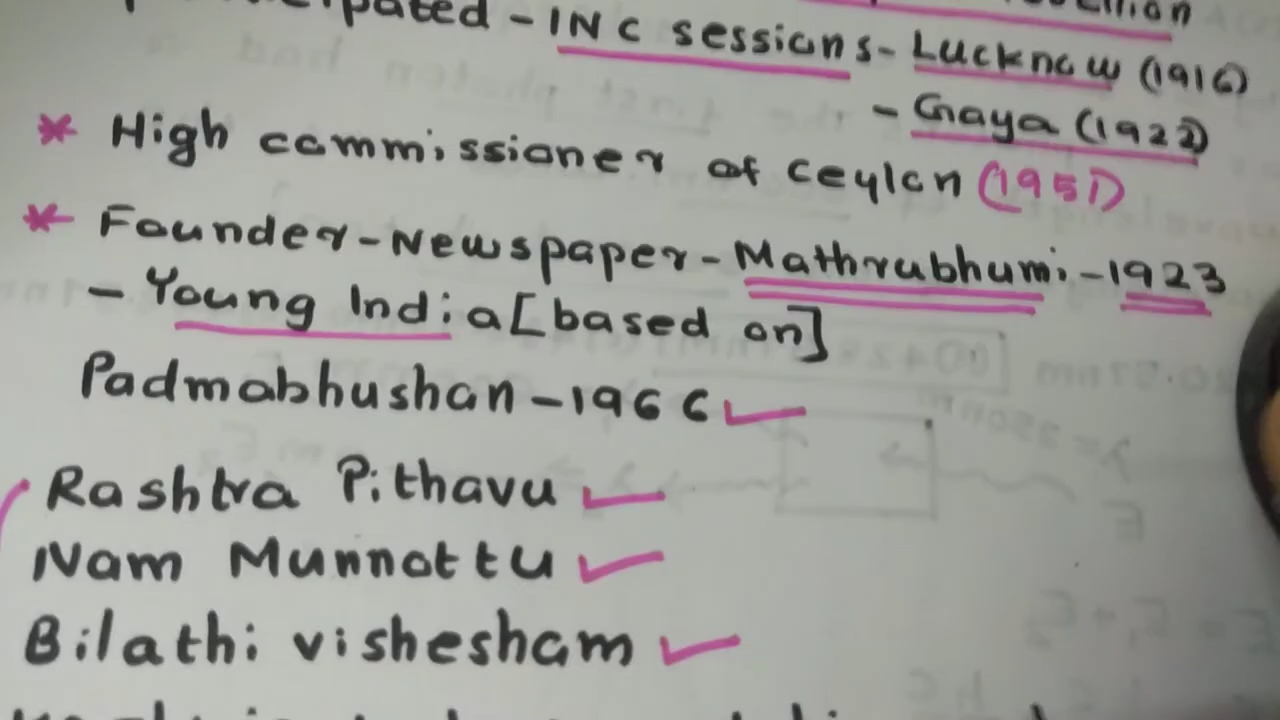 - INC sessions - Lucknow (1916)
- Gaya (1922)
* High commissioner of Ceylon (1951)
* Founder - Newspaper - Mathrubhumi - 1923
- Young India [based on]
Padmabhushan - 1966
Rashtra Pithavu
Nam Munnottu
Bilathi vishesham